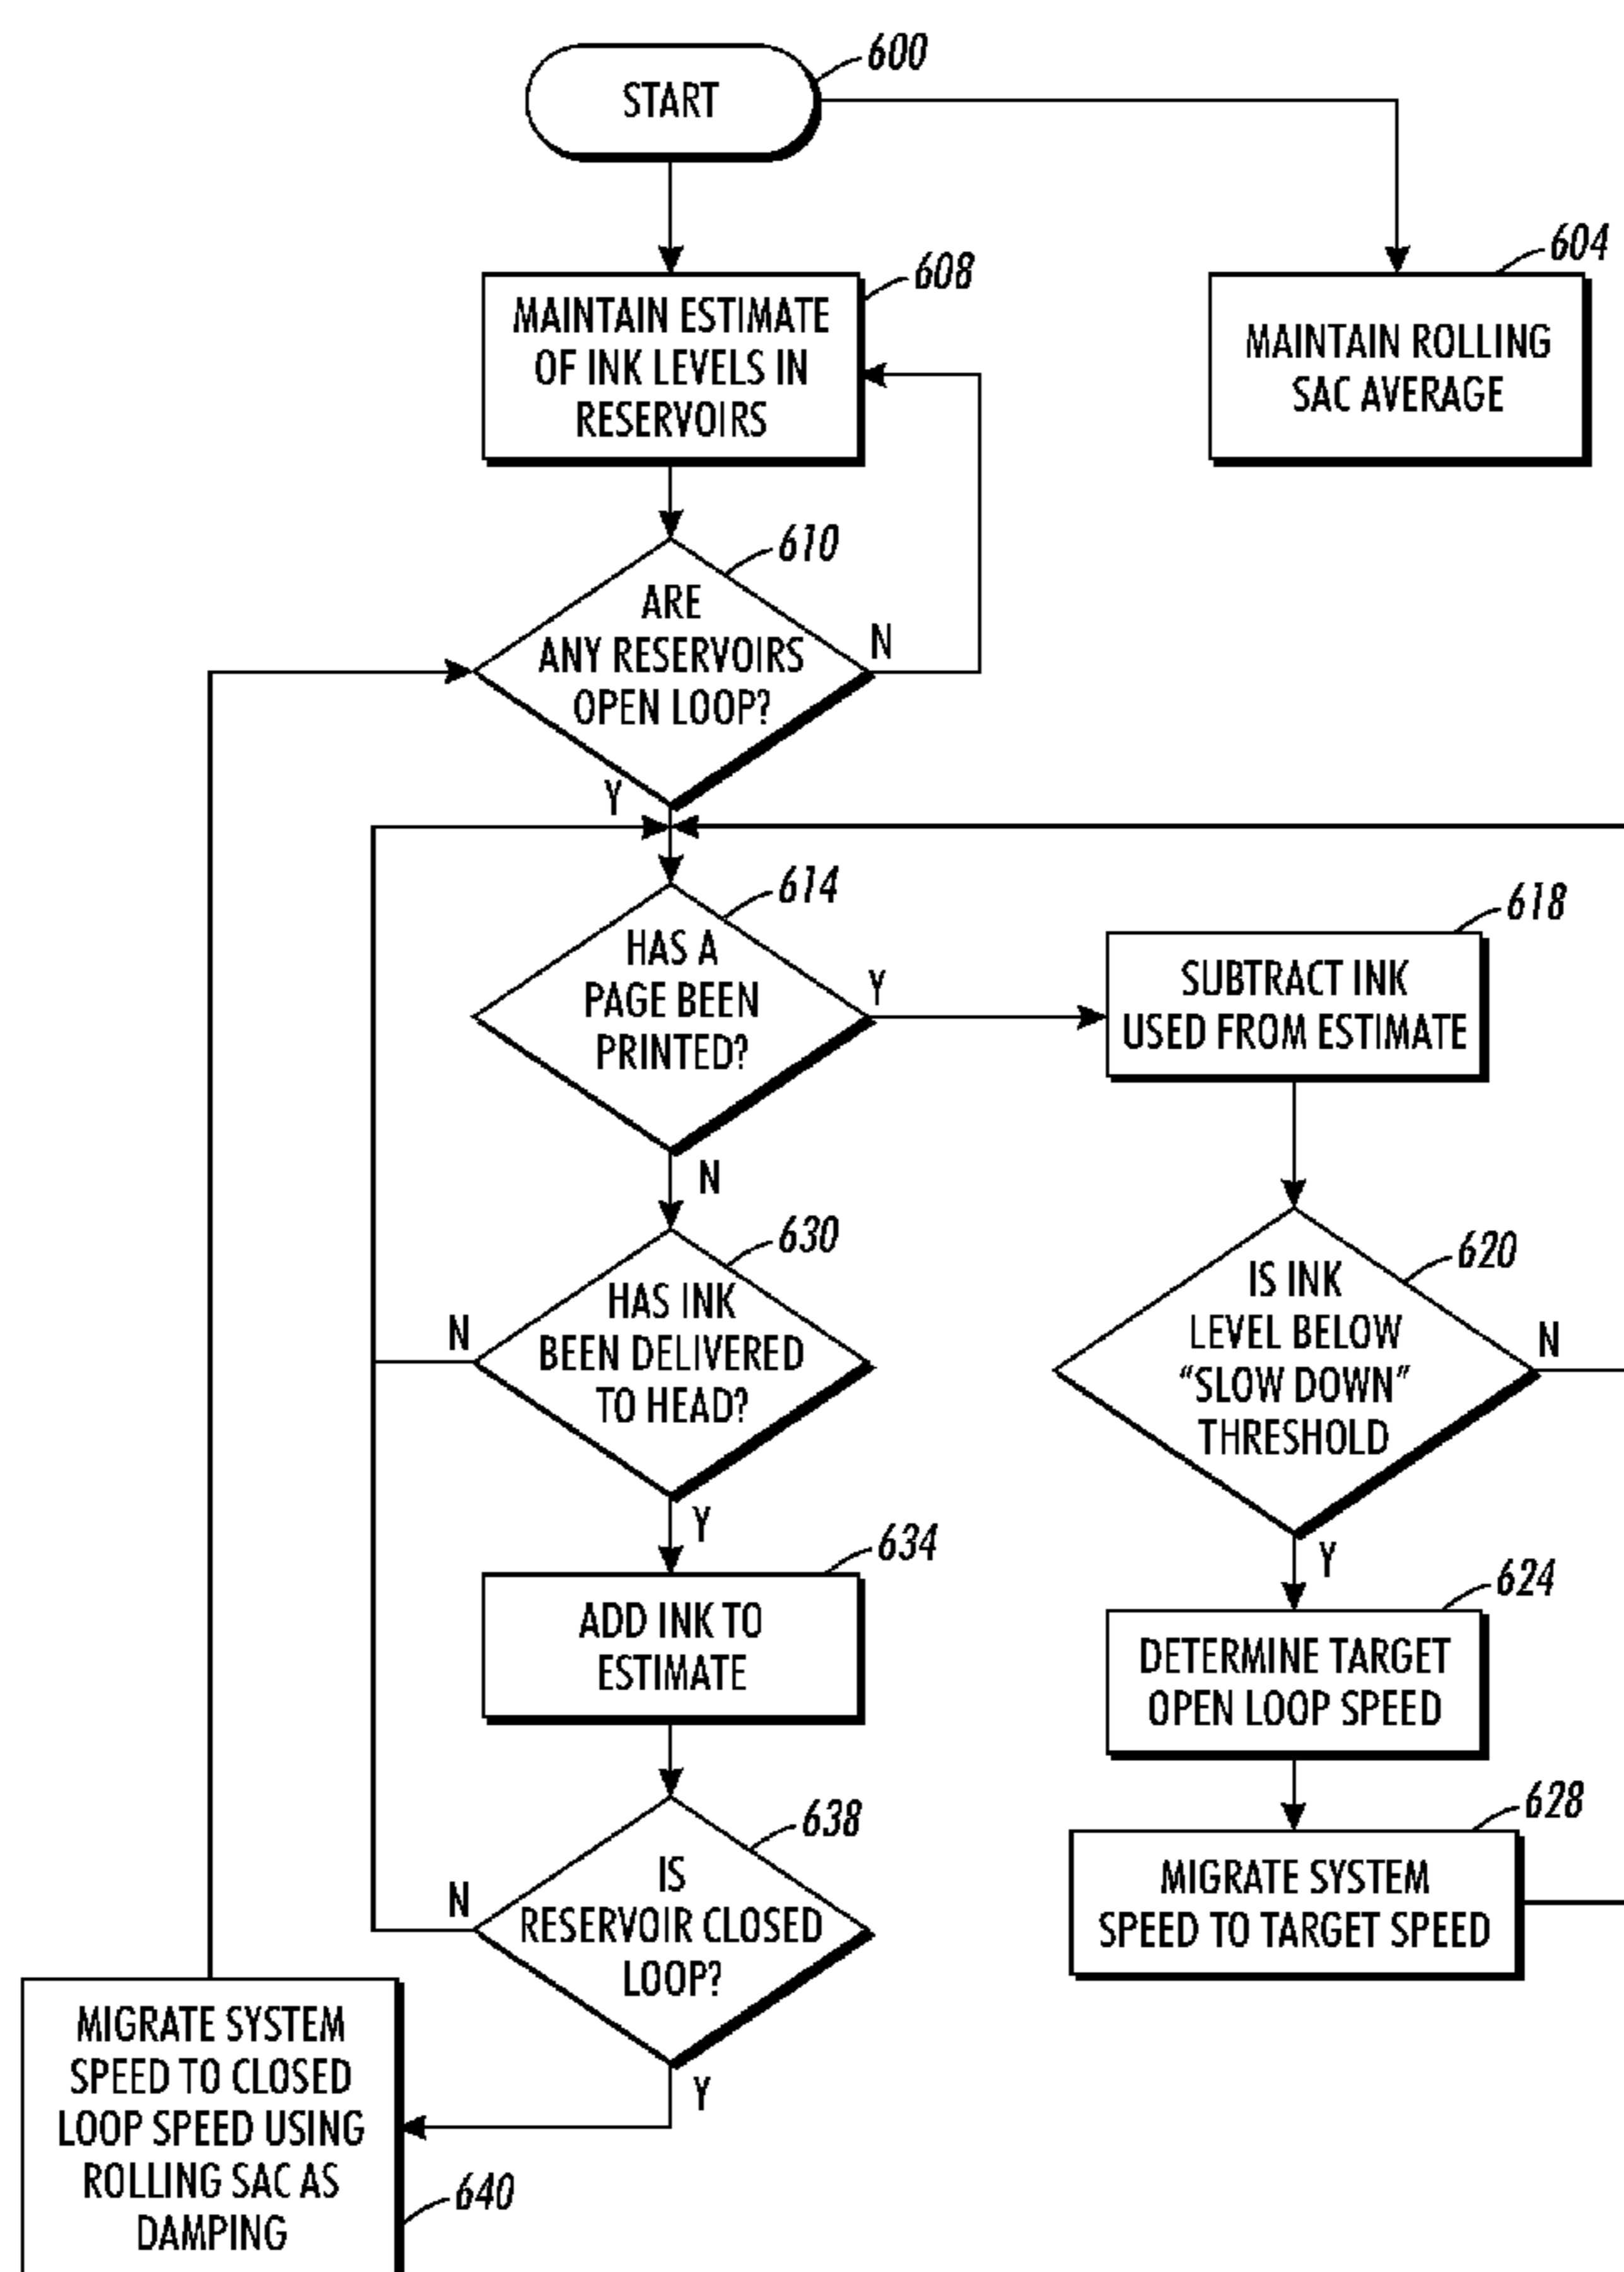 START
600
604
MAINTAIN ROLLING
SAC AVERAGE
608
MAINTAIN ESTIMATE
OF INK LEVELS IN
RESERVOIRS
610
ARE
ANY RESERVOIRS
OPEN LOOP?
N
Y
614
HAS A
PAGE BEEN
PRINTED?
Y
N
618
SUBTRACT INK
USED FROM ESTIMATE
620
IS INK
LEVEL BELOW
“SLOW DOWN”
THRESHOLD
N
Y
624
DETERMINE TARGET
OPEN LOOP SPEED
628
MIGRATE SYSTEM
SPEED TO TARGET SPEED
630
HAS INK
BEEN DELIVERED
TO HEAD?
N
Y
634
ADD INK TO
ESTIMATE
638
IS
RESERVOIR CLOSED
LOOP?
N
Y
MIGRATE SYSTEM
SPEED TO CLOSED
LOOP SPEED USING
ROLLING SAC AS
DAMPING
640